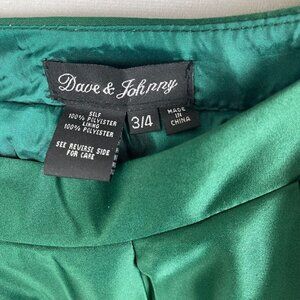 Dave & Johnny
SELF
100% POLYESTER
LINING
100% POLYESTER
SEE REVERSE SIDE
FOR CARE
3/4
MADE
IN
CHINA